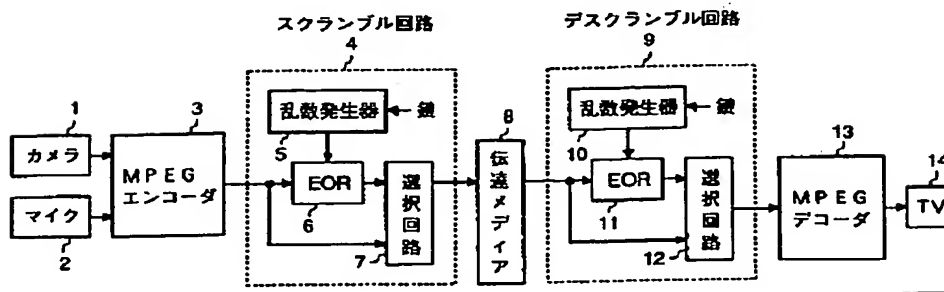 スクランブル回路
4
デスクランブル回路
9
1
カメラ
マイク
2
3
MPEG
エンコーダ
乱数発生器
鍵
5
EOR
6
選択回路
7
8
伝達メディア
乱数発生器
鍵
10
EOR
11
選択回路
12
13
MPEG
デコーダ
14
TV